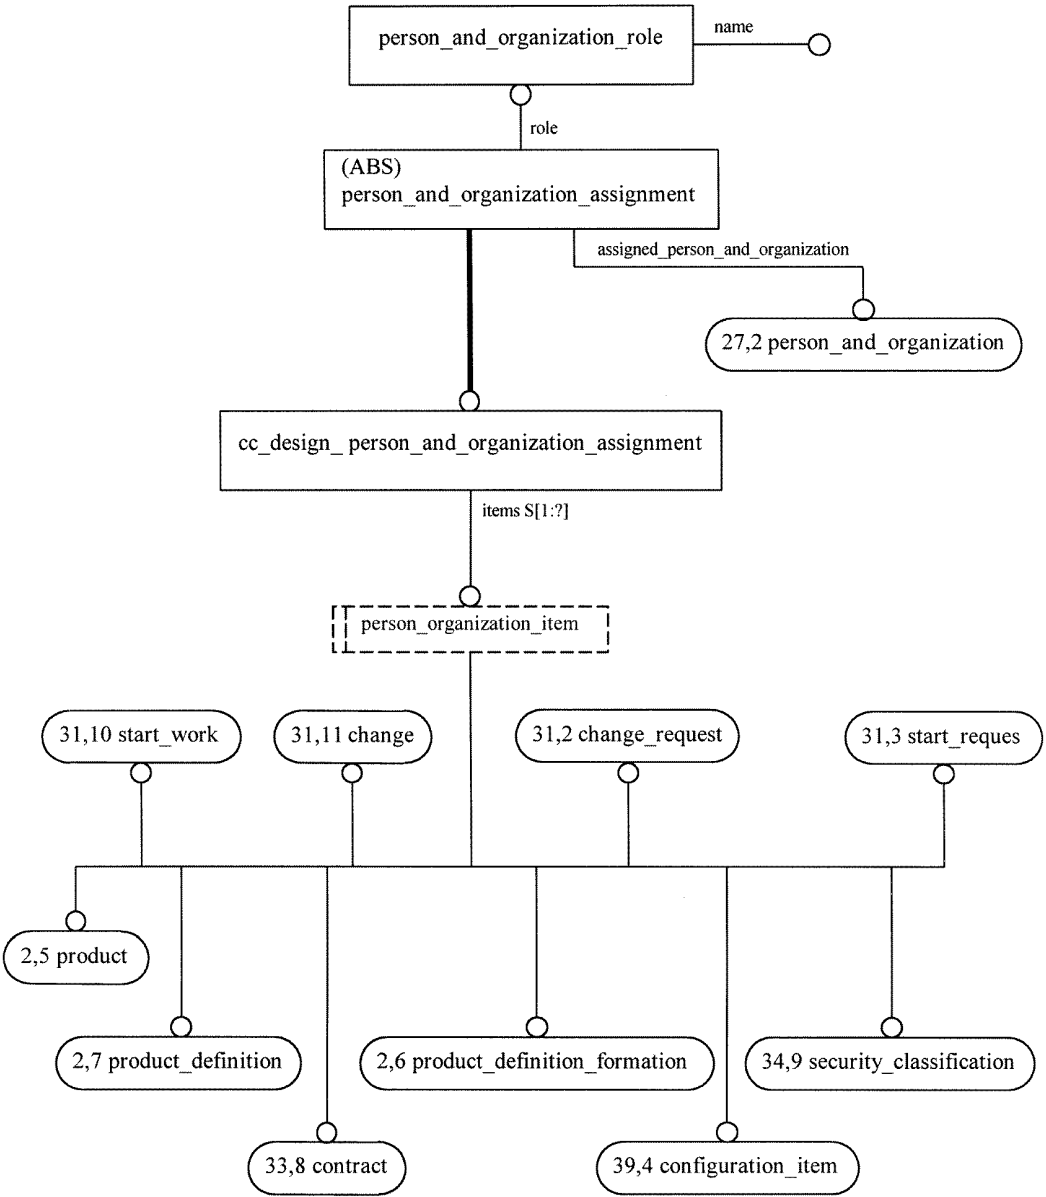 person_and_organization_role
name
role
(ABS)
person_and_organization_assignment
assigned_person_and_organization
27,2 person_and_organization
cc_design_ person_and_organization_assignment
items S[1:?]
person_organization_item
31,10 start_work
31,11 change
31,2 change_request
31,3 start_reques
2,5 product
2,7 product_definition
2,6 product_definition_formation
34,9 security_classification
33,8 contract
39,4 configuration_item